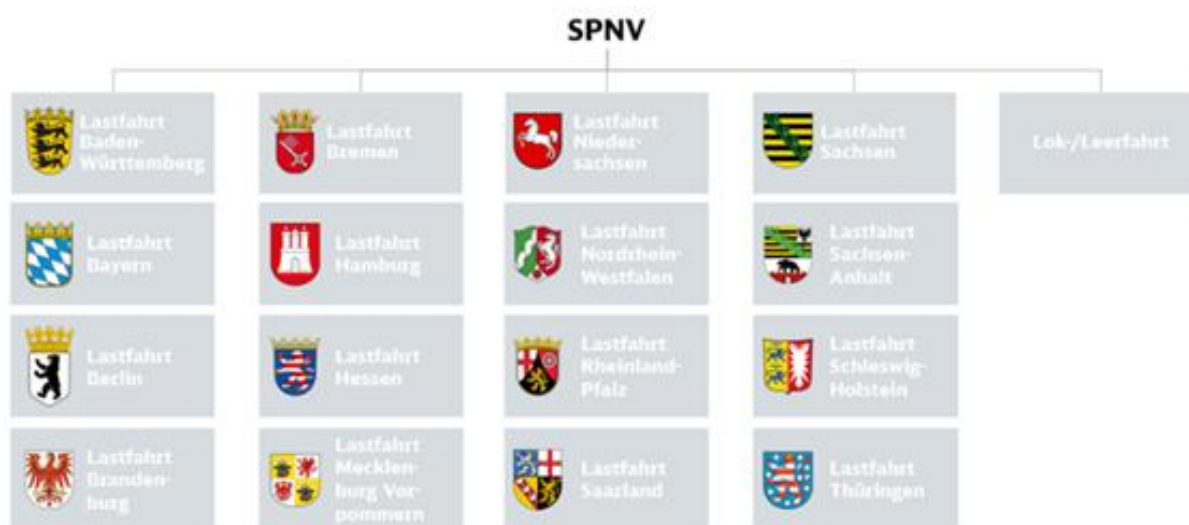 SPNV
Lastfahrt
Baden-
Württemberg
Lastfahrt
Bayern
Lastfahrt
Berlin
Lastfahrt
Branden-
burg
Lastfahrt
Bremen
Lastfahrt
Hamburg
Lastfahrt
Hessen
Lastfahrt
Mecklen-
burg Vor-
pommern
Lastfahrt
Nieder-
sachsen
Lastfahrt
Nordrhein-
Westfalen
Lastfahrt
Rheinland-
Pfalz
Lastfahrt
Saarland
Lastfahrt
Sachsen
Lastfahrt
Sachsen-
Anhalt
Lastfahrt
Schleswig-
Holstein
Lastfahrt
Thüringen
Lok-/Leerfahrt